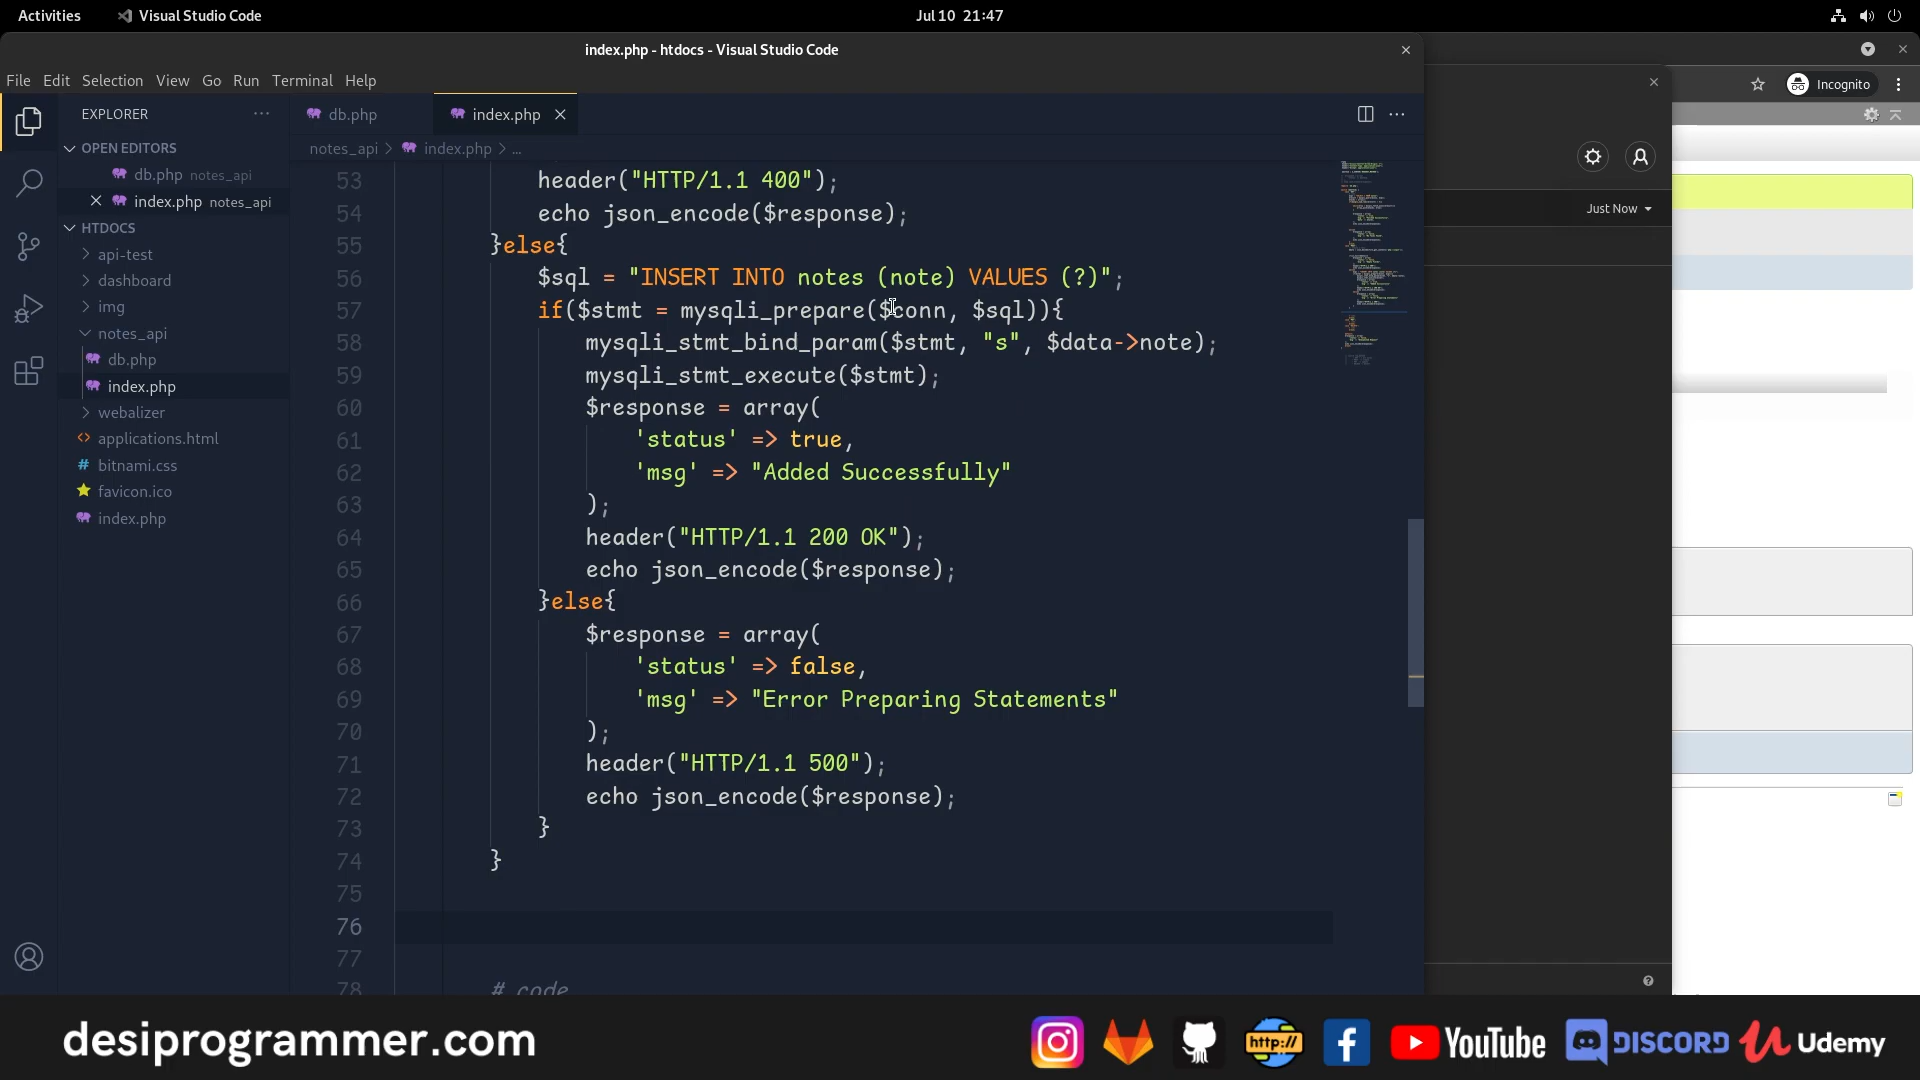 Activities
Visual Studio Code
Jul 10 21:47
index.php - htdocs - Visual Studio Code
File Edit Selection View Go Run Terminal Help
Incognito
EXPLORER
db.php
index.php
OPEN EDITORS
notes_api > index.php > ...
db.php notes_api
index.php notes_api
HTDOCS
api-test
dashboard
img
notes_api
db.php
index.php
webalizer
applications.html
bitnami.css
favicon.ico
index.php
Just Now
53 header("HTTP/1.1 400");
54 echo json_encode($response);
55 }else{
56 $sql = "INSERT INTO notes (note) VALUES (?)";
57 if($stmt = mysqli_prepare($conn, $sql)){
58 mysqli_stmt_bind_param($stmt, "s", $data->note);
59 mysqli_stmt_execute($stmt);
60 $response = array(
61 'status' => true,
62 'msg' => "Added Successfully"
63 );
64 header("HTTP/1.1 200 OK");
65 echo json_encode($response);
66 }else{
67 $response = array(
68 'status' => false,
69 'msg' => "Error Preparing Statements"
70 );
71 header("HTTP/1.1 500");
72 echo json_encode($response);
73 }
74 }
75
76
77
78 # code
desiprogrammer.com
http://
YouTube
DISCORD
Udemy